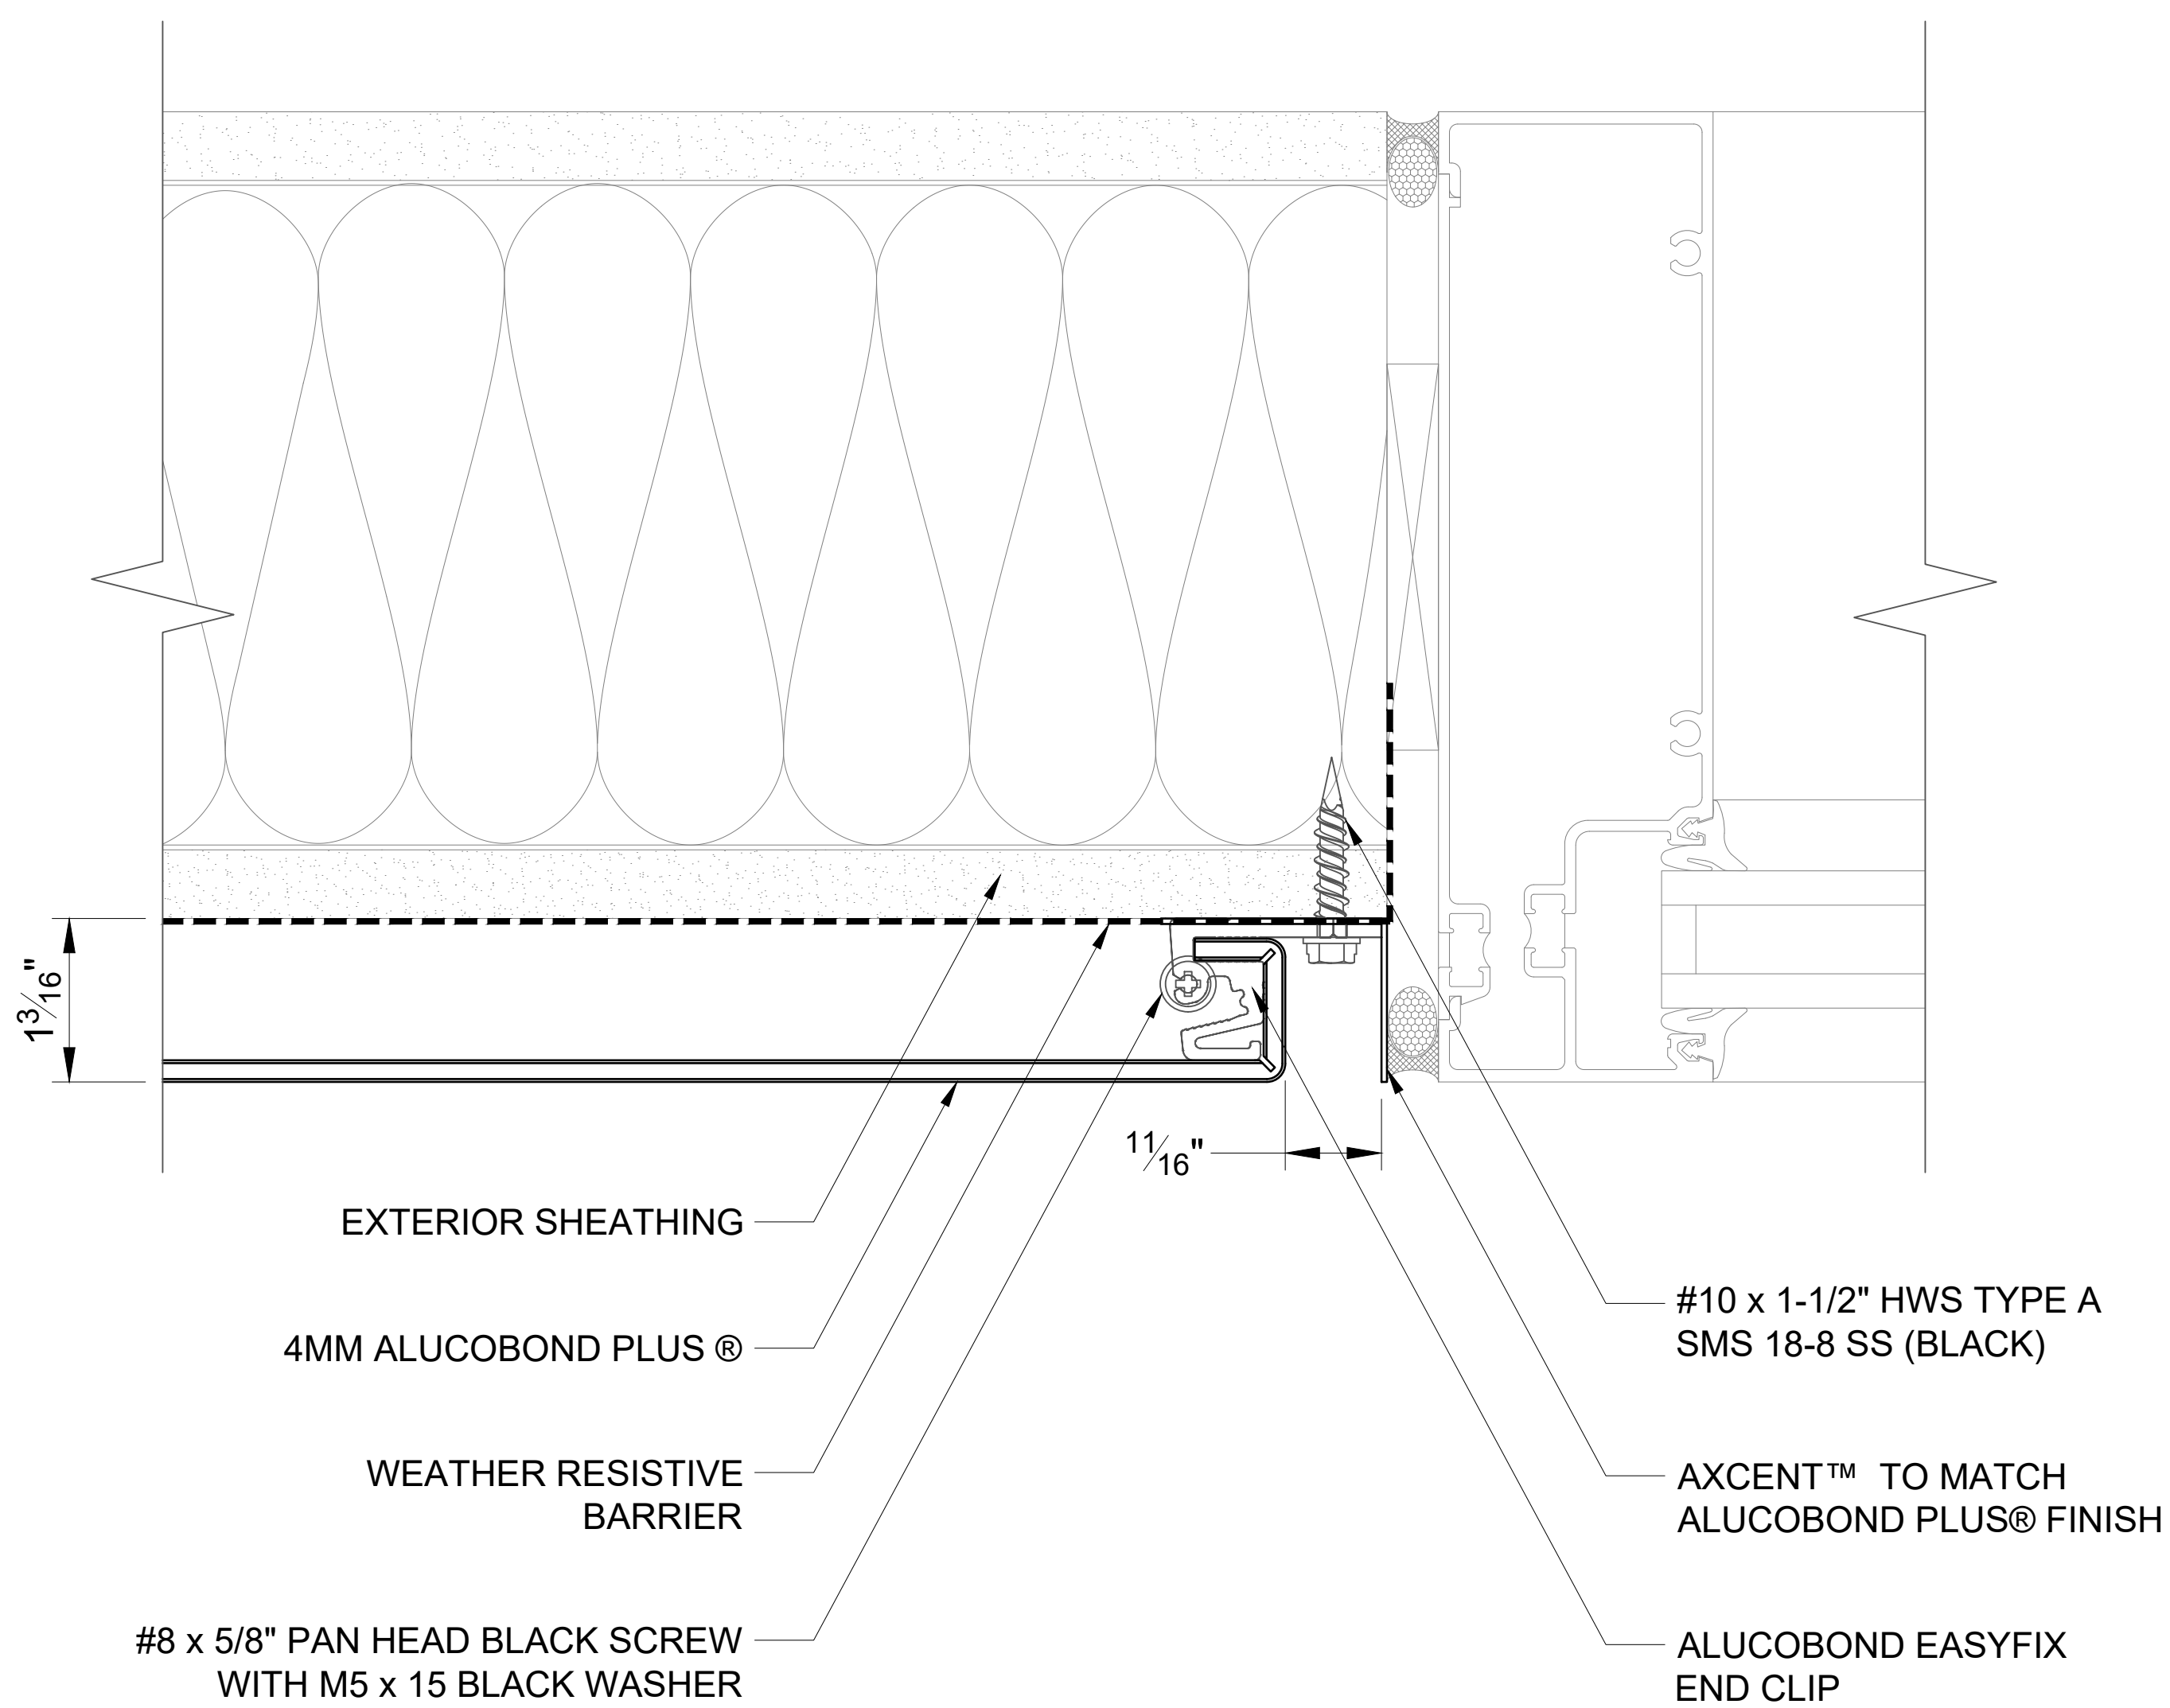 1 3/16"
11/16"
EXTERIOR SHEATHING
4MM ALUCOBOND PLUS ®
WEATHER RESISTIVE
BARRIER
#8 x 5/8" PAN HEAD BLACK SCREW
WITH M5 x 15 BLACK WASHER
#10 x 1-1/2" HWS TYPE A
SMS 18-8 SS (BLACK)
AXCENT™ TO MATCH
ALUCOBOND PLUS® FINISH
ALUCOBOND EASYFIX
END CLIP